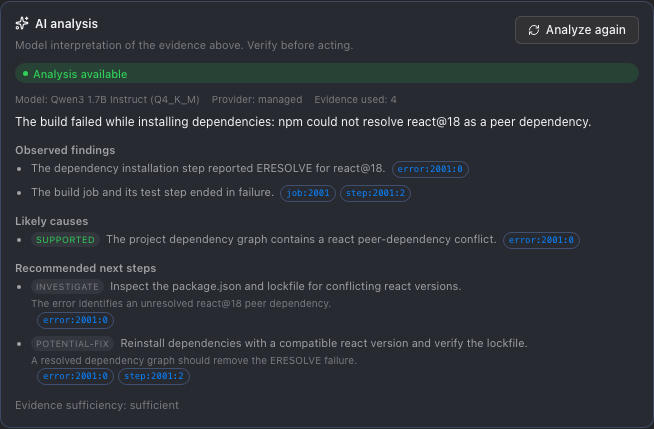 AI analysis
Analyze again
Model interpretation of the evidence above. Verify before acting.
Analysis available
Model: Qwen3 1.7B Instruct (Q4_K_M) Provider: managed Evidence used: 4
The build failed while installing dependencies: npm could not resolve react@18 as a peer dependency.
Observed findings
• The dependency installation step reported ERESOLVE for react@18. error:2001:0
• The build job and its test step ended in failure. job:2001 step:2001:2
Likely causes
• SUPPORTED The project dependency graph contains a react peer-dependency conflict. error:2001:0
Recommended next steps
• INVESTIGATE Inspect the package.json and lockfile for conflicting react versions.
The error identifies an unresolved react@18 peer dependency.
error:2001:0
• POTENTIAL-FIX Reinstall dependencies with a compatible react version and verify the lockfile.
A resolved dependency graph should remove the ERESOLVE failure.
error:2001:0 step:2001:2
Evidence sufficiency: sufficient